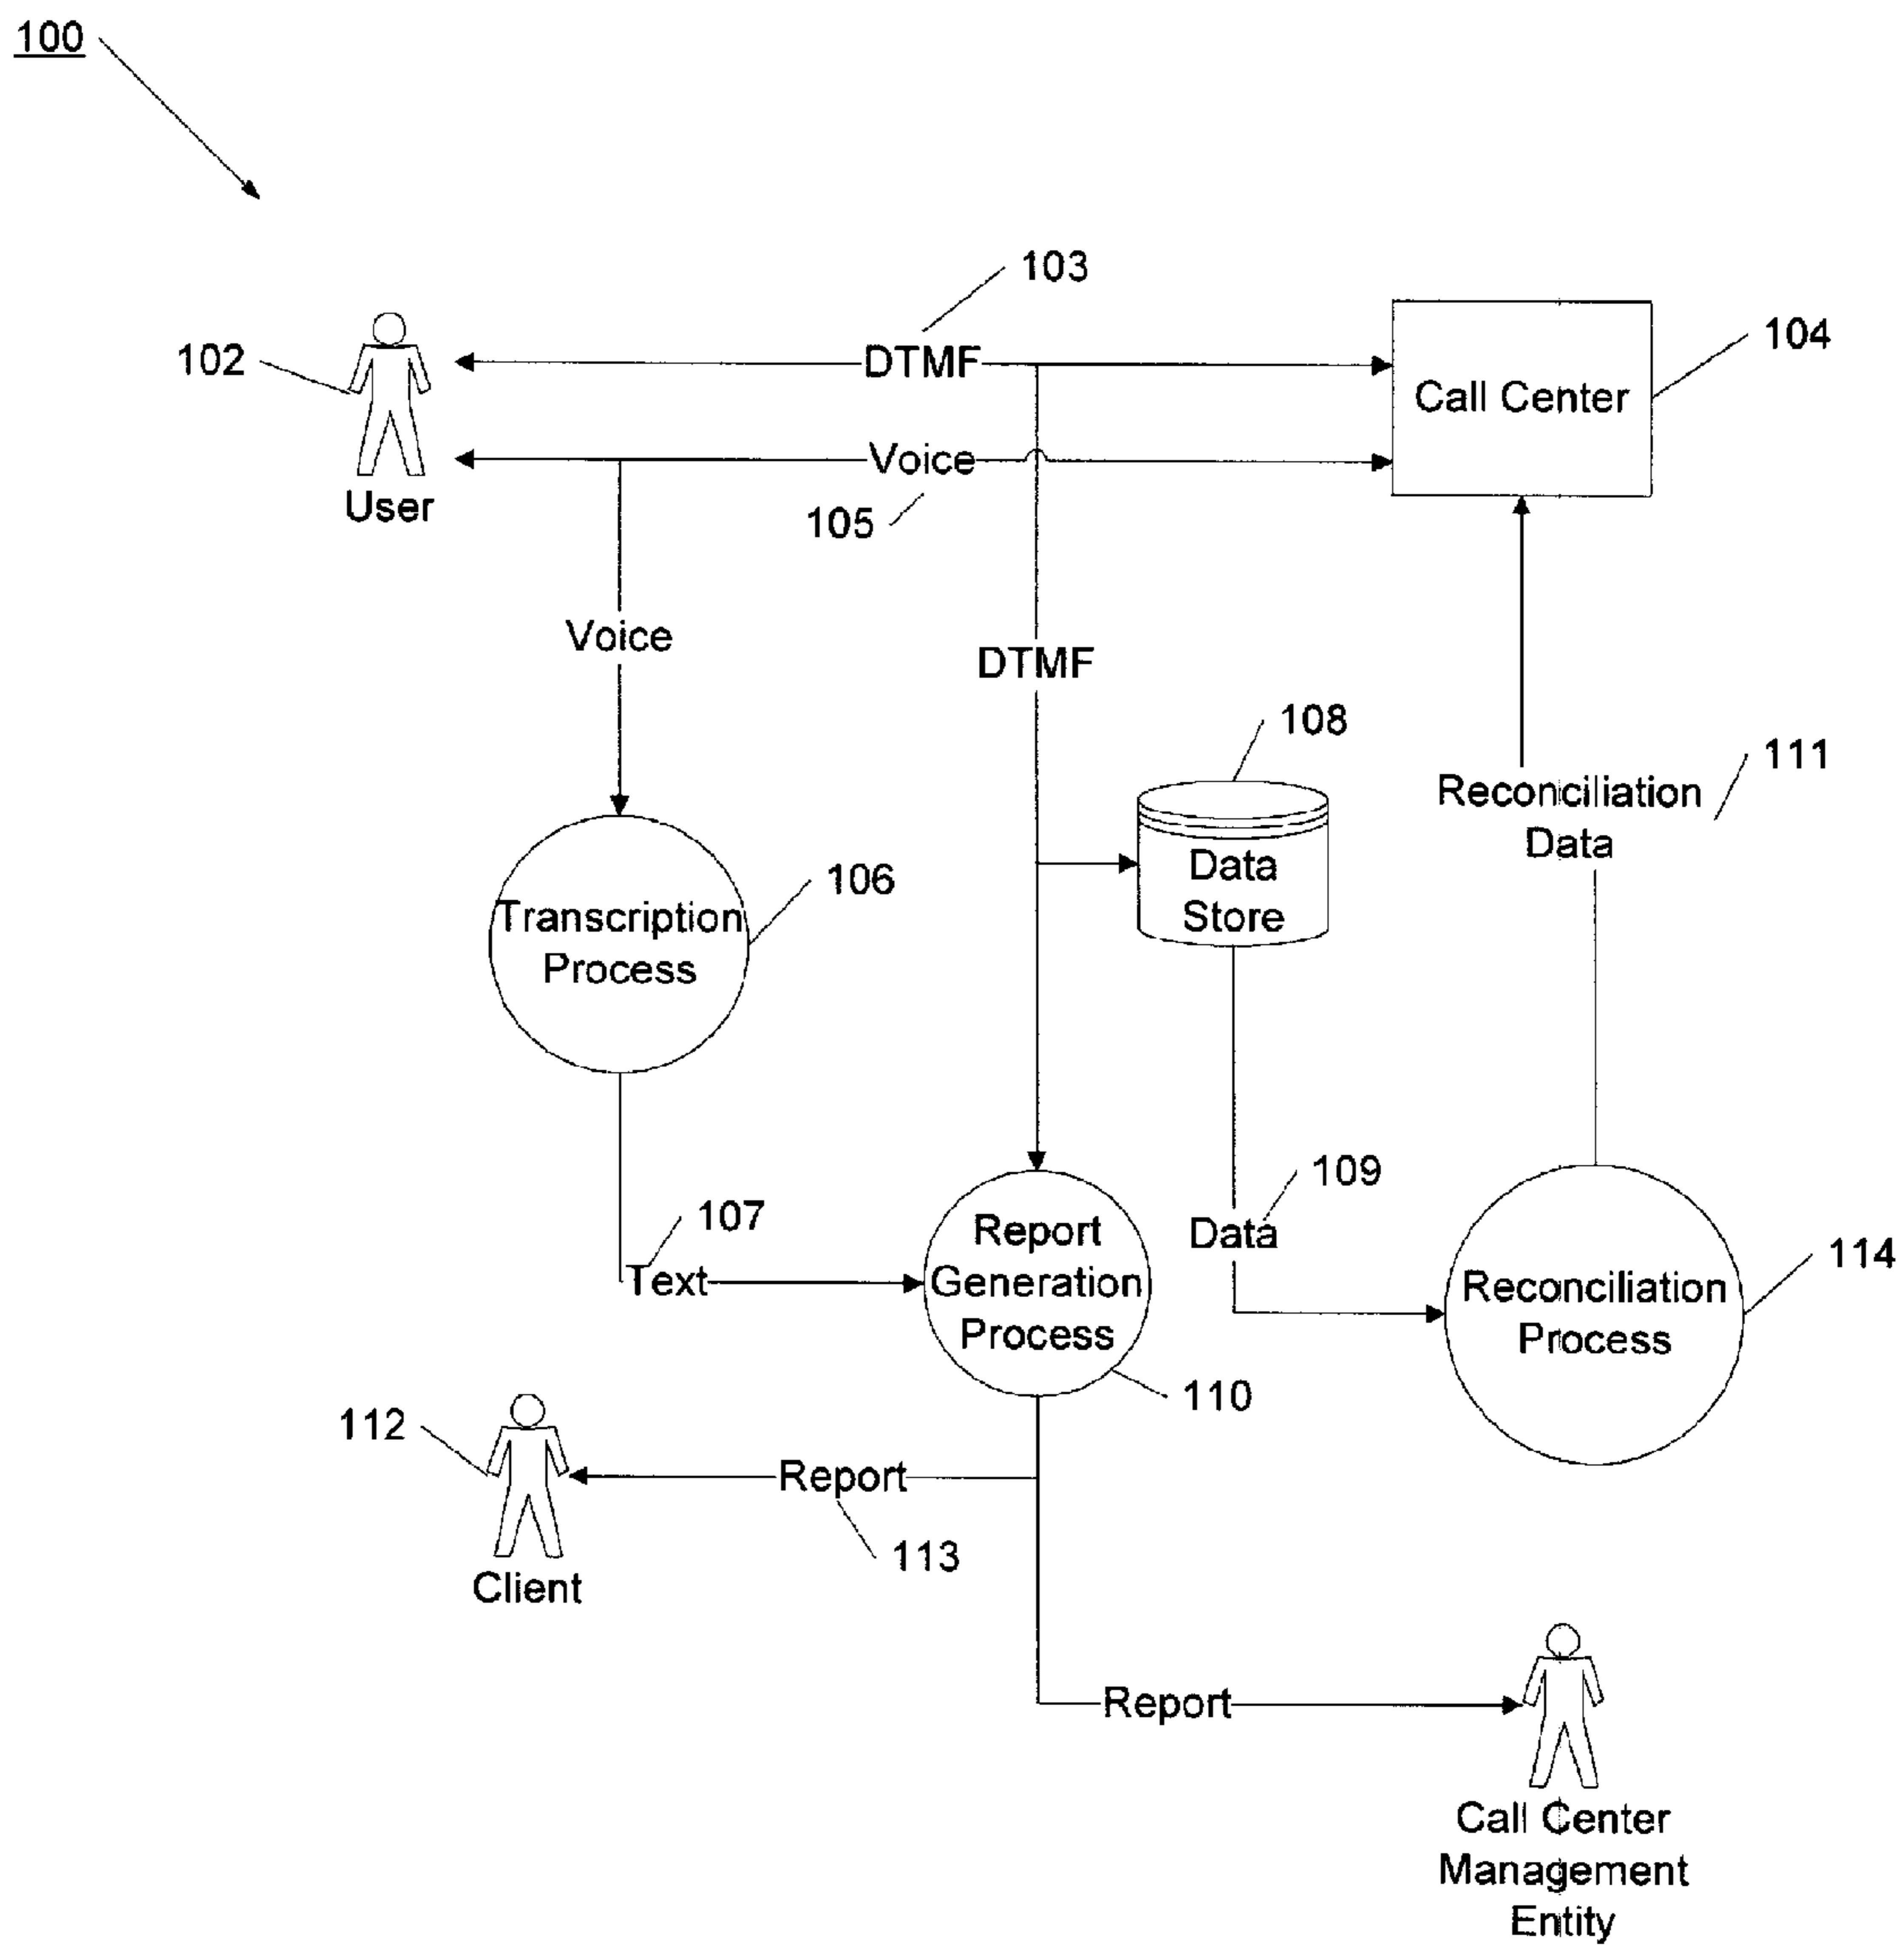 100
103
102
DTMF
104
Call Center
Voice
User
105
Voice
DTMF
108
111
Reconciliation
Data
106
Data
Store
Transcription
Process
109
107
Report
Generation
Process
Data
114
Text
Reconciliation
Process
110
112
Report
113
Client
Report
Call Center
Management
Entity